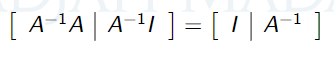 [ A⁻¹A | A⁻¹I ] = [ I | A⁻¹ ]